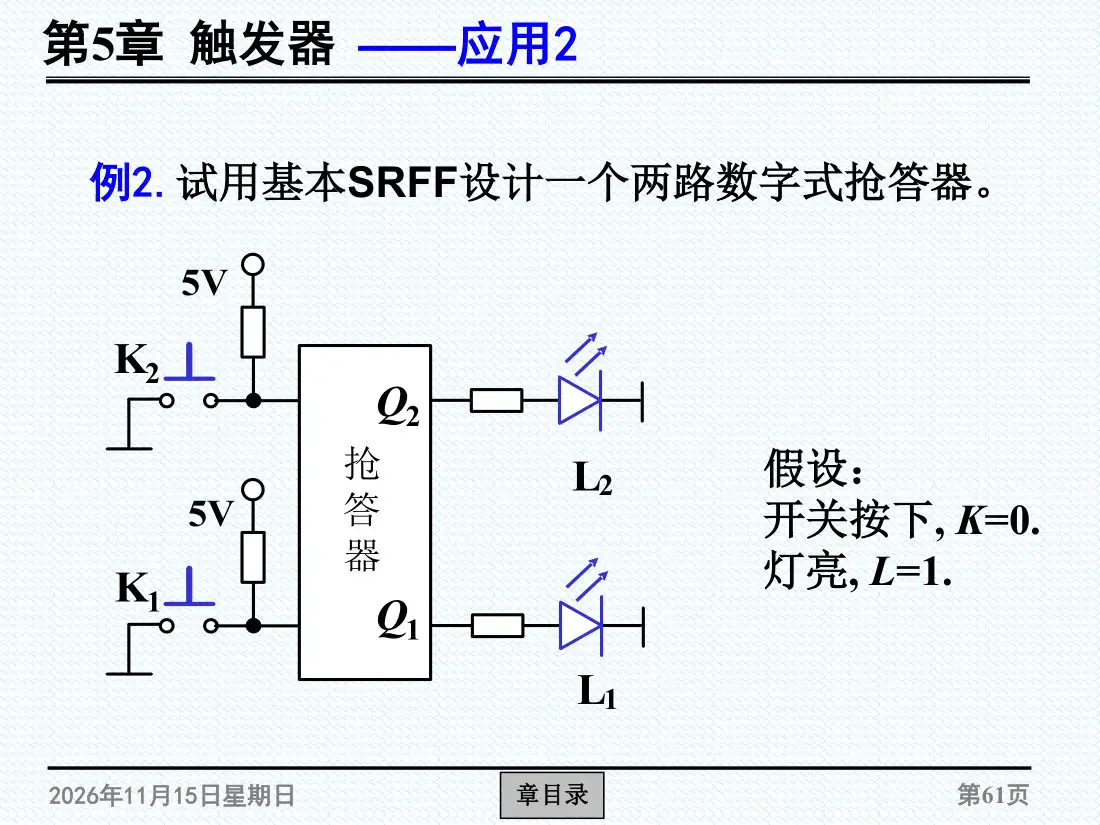 第5章 触发器 ——应用2
例2. 试用基本SRFF设计一个两路数字式抢答器。
5V
K2
Q2
抢
答
器
L2
5V
K1
Q1
L1
假设：
开关按下, K=0.
灯亮, L=1.
2026年11月15日星期日
章目录
第61页